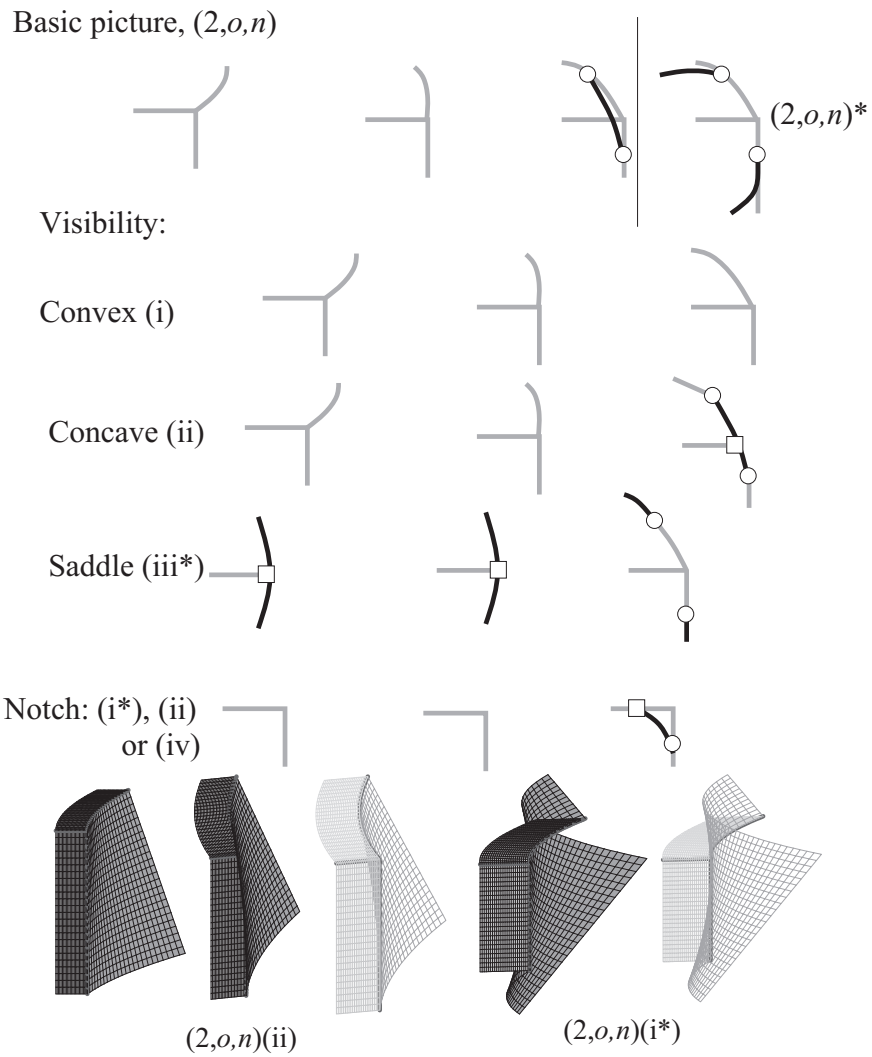 Basic picture, (2,o,n)
(2,o,n)*
Visibility:
Convex (i)
Concave (ii)
Saddle (iii*)
Notch: (i*), (ii)
or (iv)
(2,o,n)(ii)
(2,o,n)(i*)